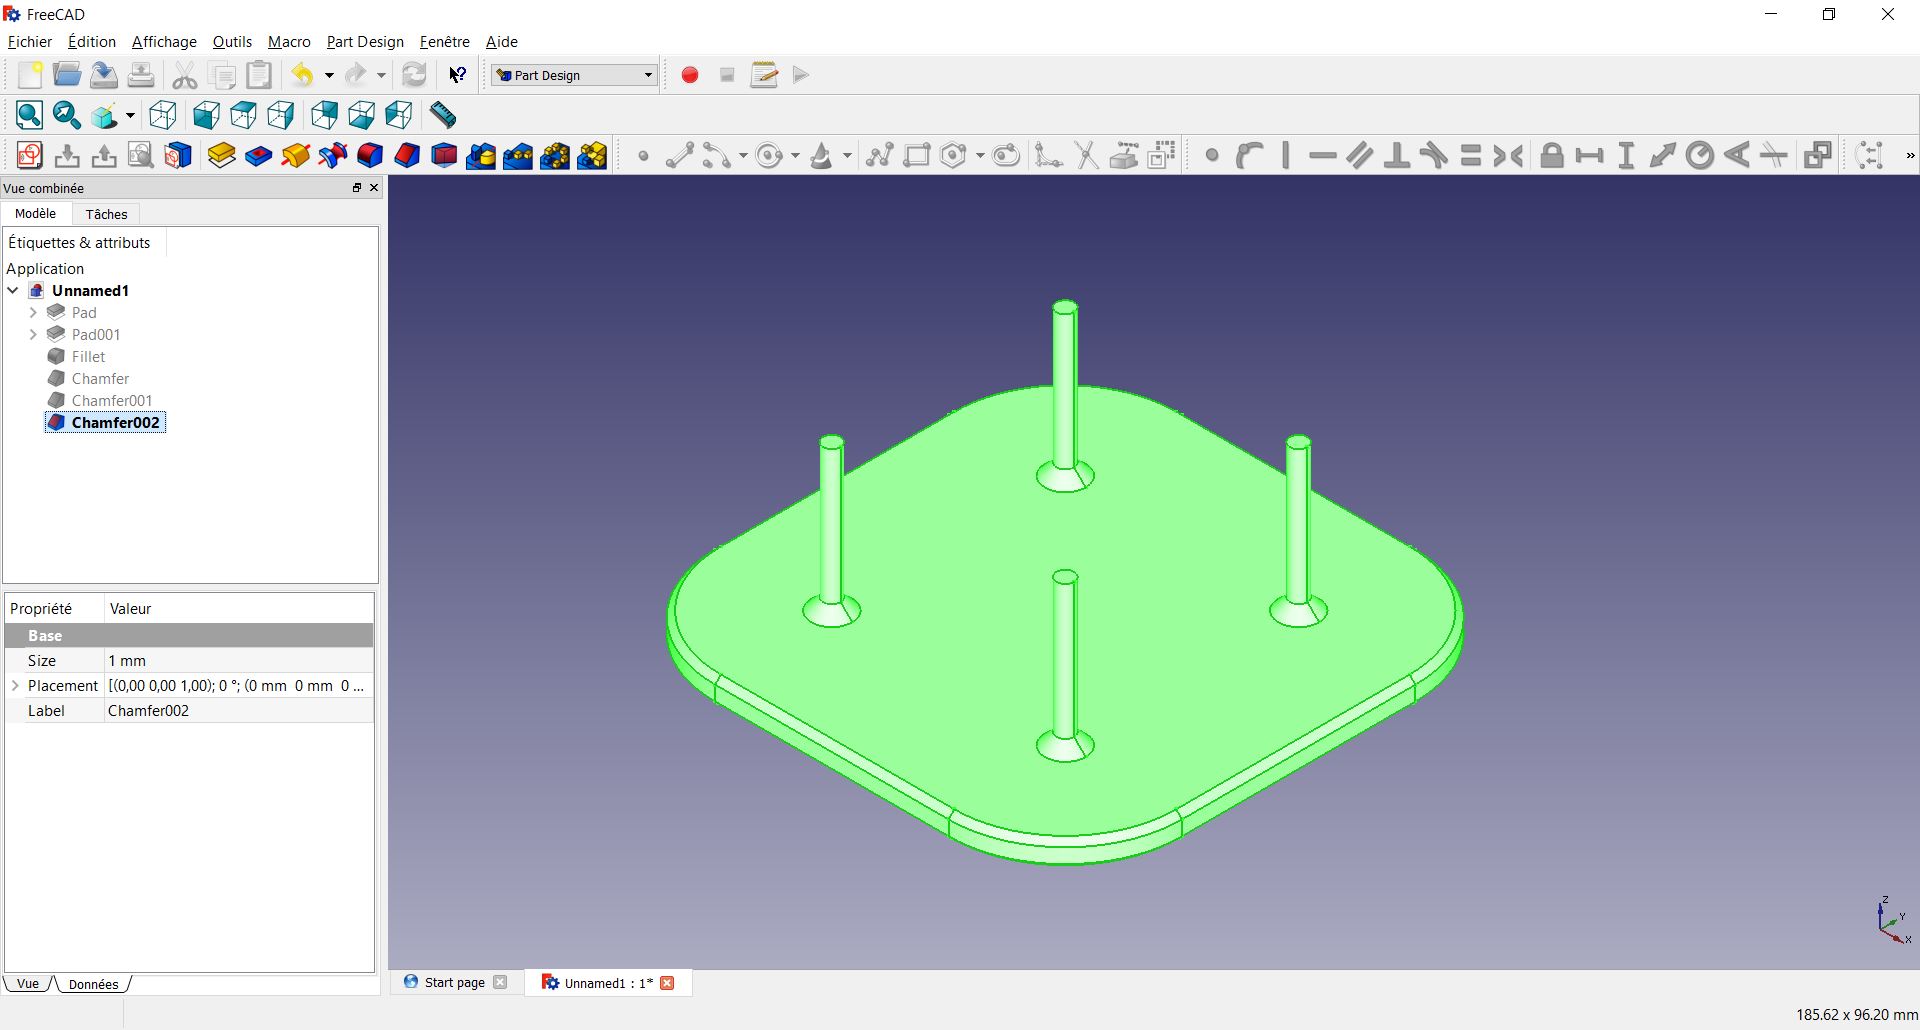 FreeCAD
Fichier Édition Affichage Outils Macro Part Design Fenêtre Aide
Part Design
»
Vue combinée
Modèle Tâches
Étiquettes & attributs
Application
Unnamed1
Pad
Pad001
Fillet
Chamfer
Chamfer001
Chamfer002
Propriété Valeur
Base
Size 1 mm
Placement [(0,00 0,00 1,00); 0 °; (0 mm 0 mm 0 ...
Label Chamfer002
Z
Y
X
Vue Données
Start page Unnamed1 : 1*
185.62 x 96.20 mm